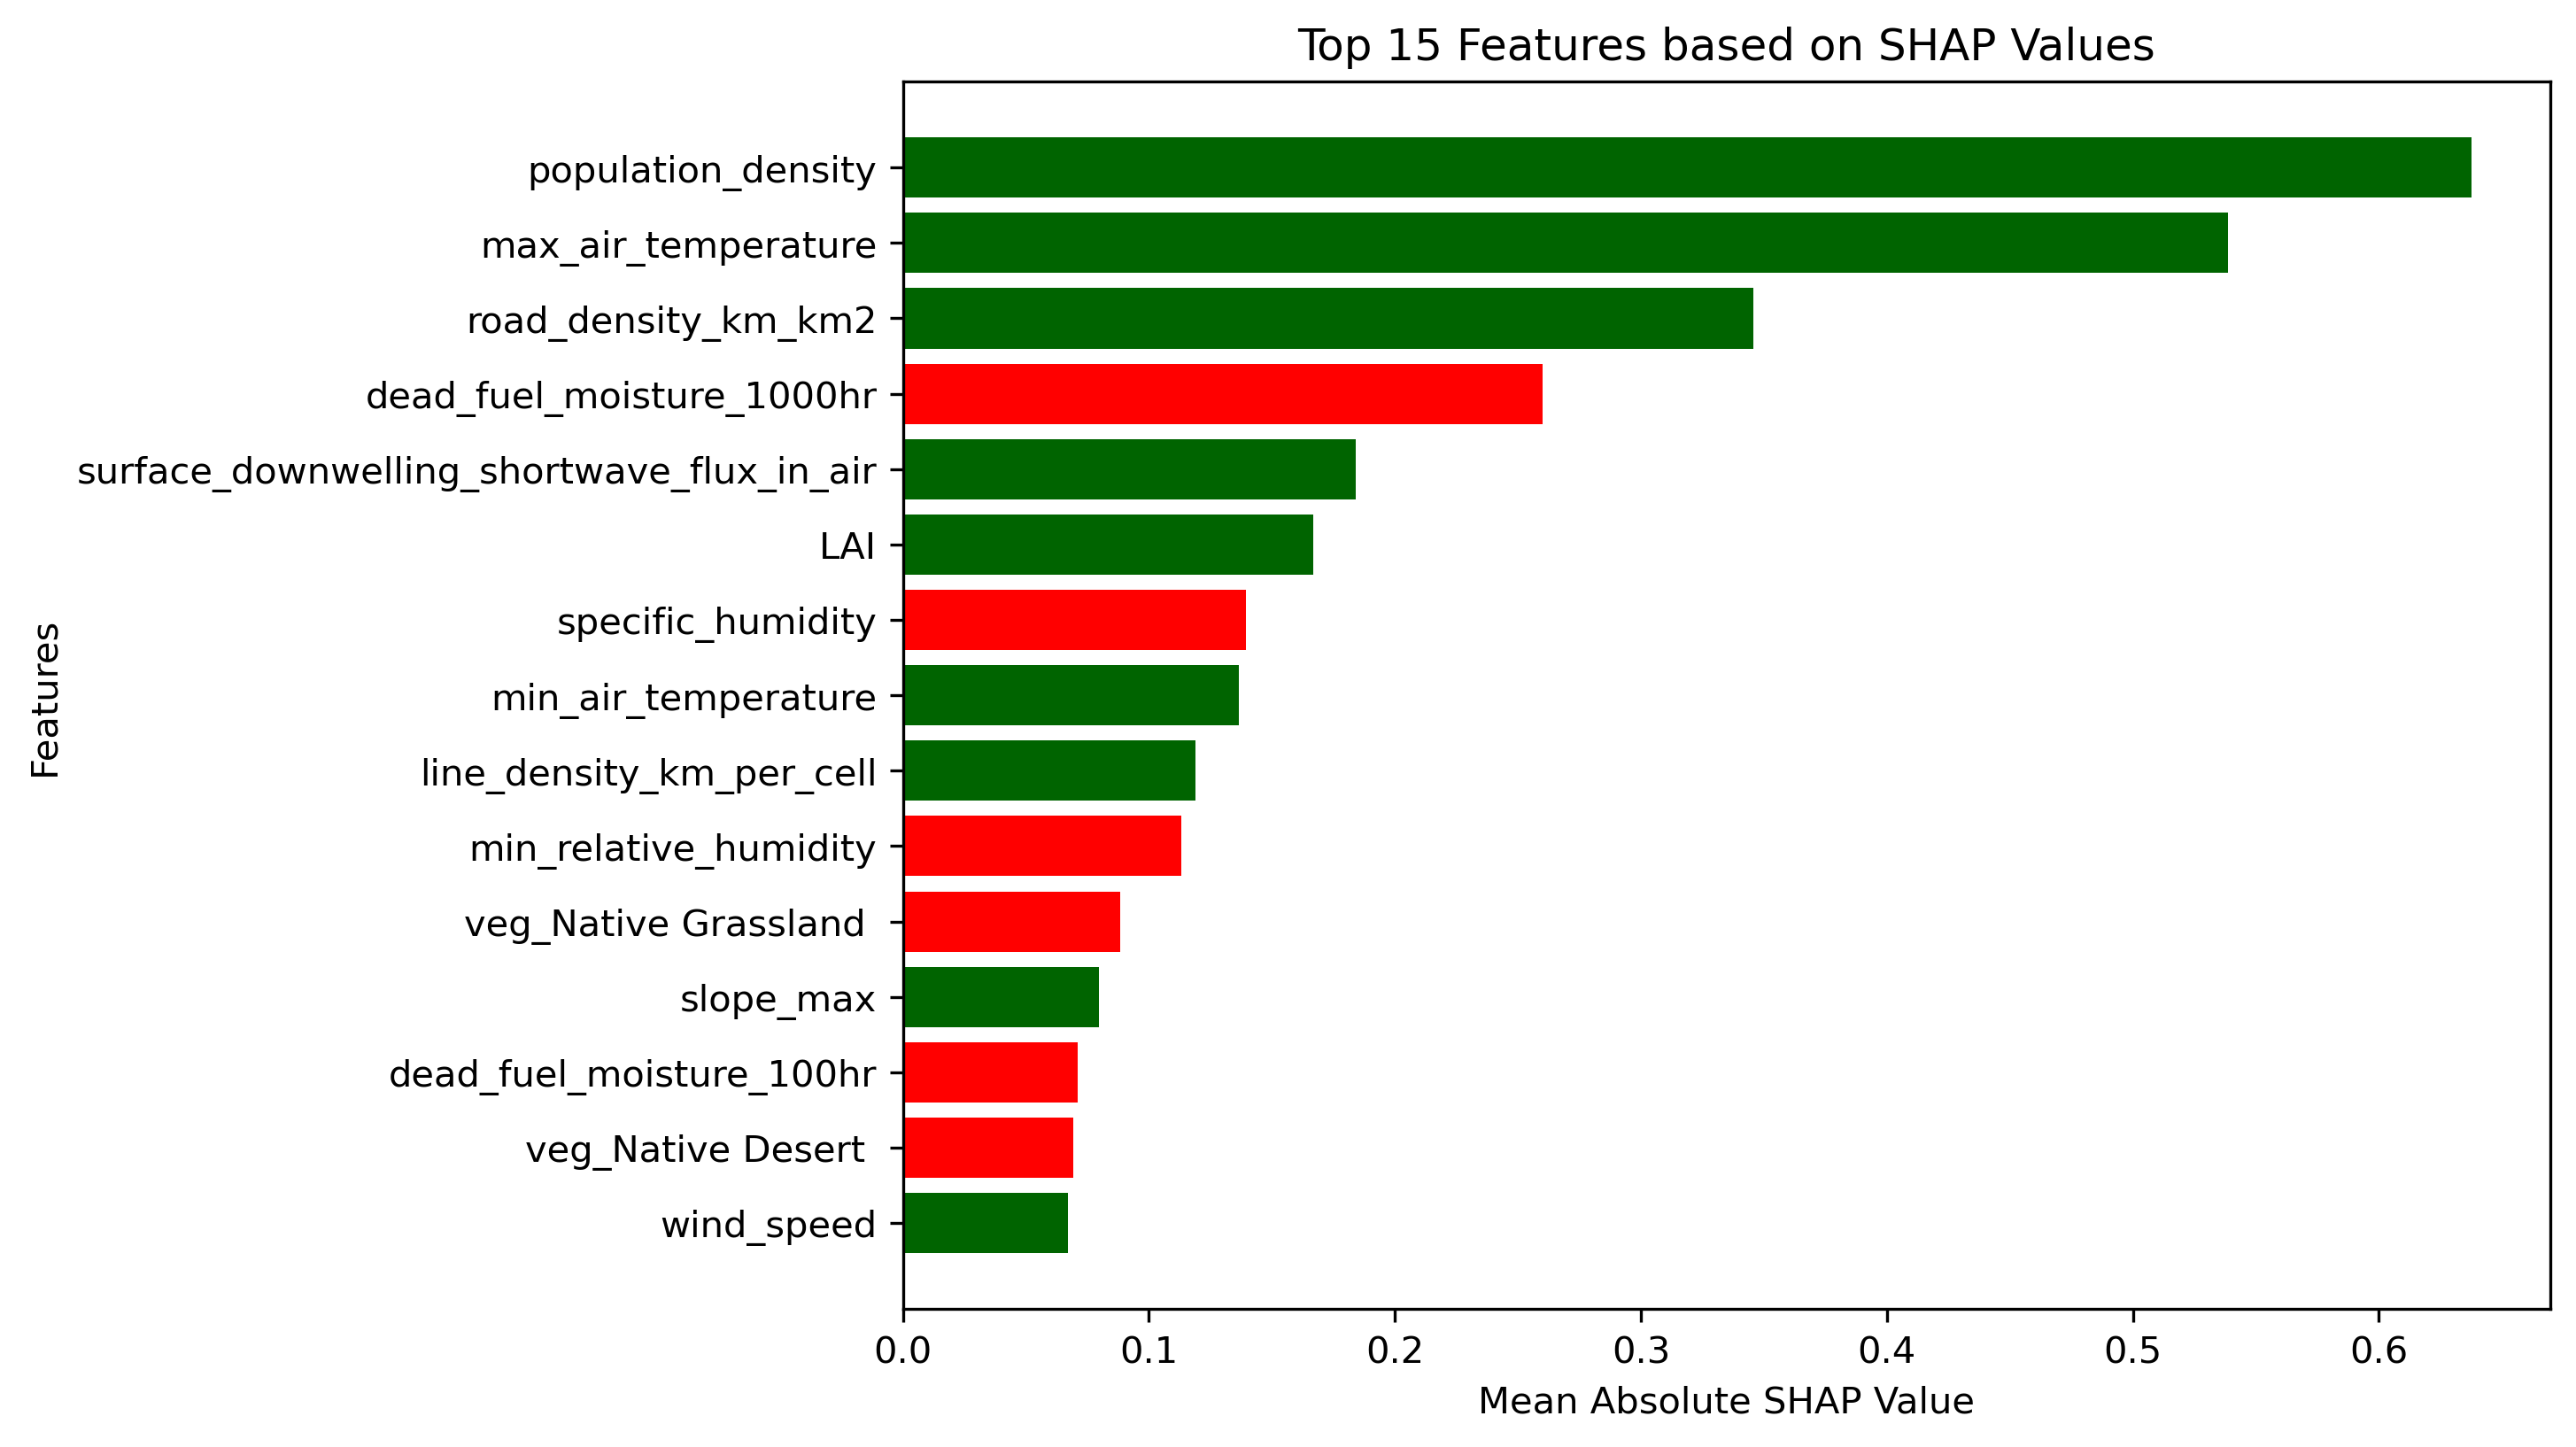 Top 15 Features based on SHAP Values
Features
population_density
max_air_temperature
road_density_km_km2
dead_fuel_moisture_1000hr
surface_downwelling_shortwave_flux_in_air
LAI
specific_humidity
min_air_temperature
line_density_km_per_cell
min_relative_humidity
veg_Native Grassland
slope_max
dead_fuel_moisture_100hr
veg_Native Desert
wind_speed
0.0 0.1 0.2 0.3 0.4 0.5 0.6
Mean Absolute SHAP Value